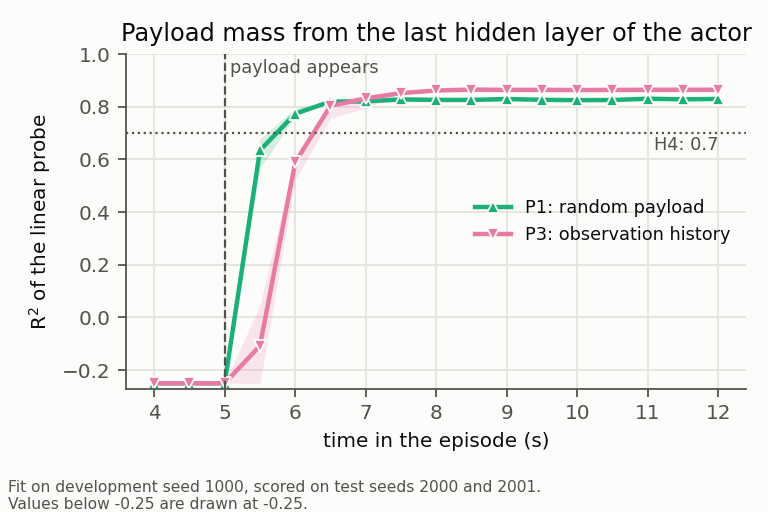 Payload mass from the last hidden layer of the actor
1.0
payload appears
0.8
H4: 0.7
0.6
0.4
P1: random payload
P3: observation history
0.2
0.0
−0.2
R² of the linear probe
4 5 6 7 8 9 10 11 12
time in the episode (s)
Fit on development seed 1000, scored on test seeds 2000 and 2001.
Values below -0.25 are drawn at -0.25.